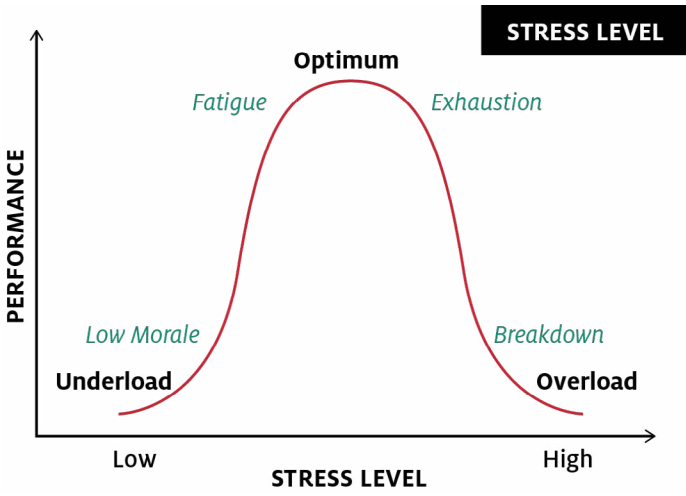 STRESS LEVEL
Optimum
Fatigue
Exhaustion
PERFORMANCE
Low Morale
Breakdown
Underload
Overload
Low
High
STRESS LEVEL